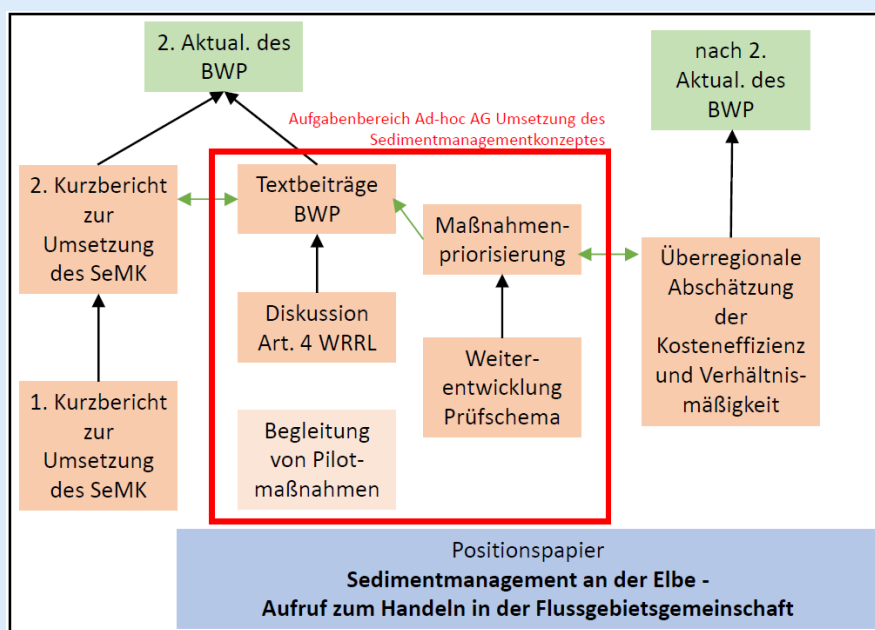 2. Aktual. des
BWP
nach 2.
Aktual. des
BWP
Aufgabenbereich Ad-hoc AG Umsetzung des
Sedimentmanagementkonzeptes
2. Kurzbericht
zur
Umsetzung
des SeMK
Textbeiträge
BWP
Maßnahmen-
priorisierung
Überregionale
Abschätzung
der
Kosteneffizienz
und Verhältnis-
mäßigkeit
Diskussion
Art. 4 WRRL
Weiter-
entwicklung
Prüfschema
1. Kurzbericht
zur
Umsetzung
des SeMK
Begleitung
von Pilot-
maßnahmen
Positionspapier
Sedimentmanagement an der Elbe -
Aufruf zum Handeln in der Flussgebietsgemeinschaft